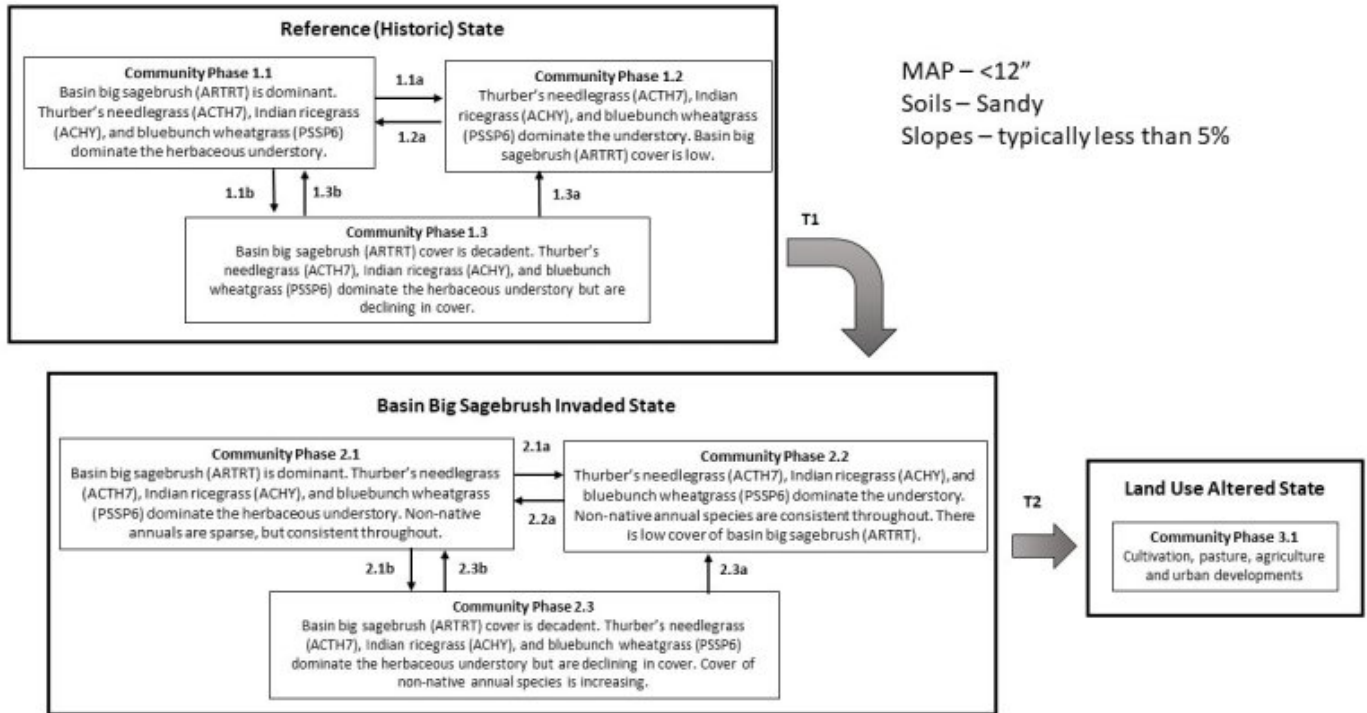 Reference (Historic) State
Community Phase 1.1
Basin big sagebrush (ARTRT) is dominant.
Thurber's needlegrass (ACTH7), Indian ricegrass
(ACHY), and bluebunch wheatgrass (PSSP6)
dominate the herbaceous understory.
1.1a
1.2a
Community Phase 1.2
Thurber's needlegrass (ACTH7), Indian
ricegrass (ACHY), and bluebunch wheatgrass
(PSSP6) dominate the understory. Basin big
sagebrush (ARTRT) cover is low.
1.1b
1.3b
1.3a
Community Phase 1.3
Basin big sagebrush (ARTRT) cover is decadent. Thurber's
needlegrass (ACTH7), Indian ricegrass (ACHY), and bluebunch
wheatgrass (PSSP6) dominate the herbaceous understory but are
declining in cover.
MAP – <12"
Soils – Sandy
Slopes – typically less than 5%
T1
Basin Big Sagebrush Invaded State
Community Phase 2.1
Basin big sagebrush (ARTRT) is dominant. Thurber's needlegrass
(ACTH7), Indian ricegrass (ACHY), and bluebunch wheatgrass
(PSSP6) dominate the herbaceous understory. Non-native
annuals are sparse, but consistent throughout.
2.1a
2.2a
Community Phase 2.2
Thurber's needlegrass (ACTH7), Indian ricegrass (ACHY), and
bluebunch wheatgrass (PSSP6) dominate the understory.
Non-native annual species are consistent throughout. There
is low cover of basin big sagebrush (ARTRT).
2.1b
2.3b
2.3a
Community Phase 2.3
Basin big sagebrush (ARTRT) cover is decadent. Thurber's needlegrass
(ACTH7), Indian ricegrass (ACHY), and bluebunch wheatgrass (PSSP6)
dominate the herbaceous understory but are declining in cover. Cover of
non-native annual species is increasing.
T2
Land Use Altered State
Community Phase 3.1
Cultivation, pasture, agriculture
and urban developments